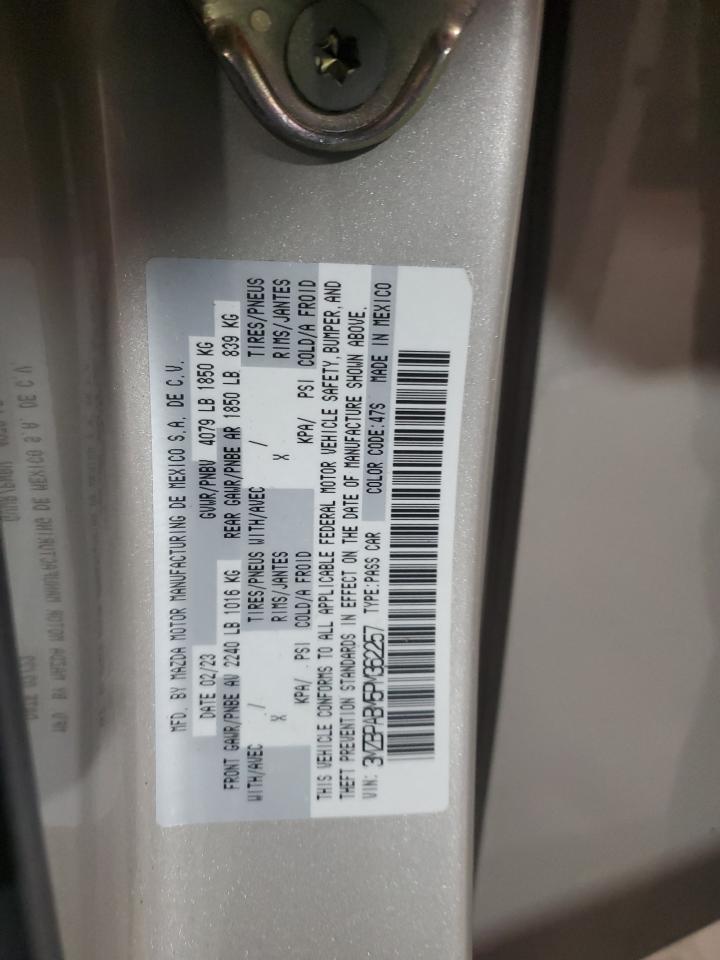 MFD. BY MAZDA MOTOR MANUFACTURING DE MEXICO S.A. DE C.V.
DATE 02/23 GVWR/PNBV 4079 LB 1850 KG
FRONT GAWR/PNBE AV 2240 LB 1016 KG REAR GAWR/PNBE AR 1850 LB 839 KG
WITH/AVEC / TIRES/PNEUS WITH/AVEC / TIRES/PNEUS
X RIMS/JANTES X RIMS/JANTES
KPA/ PSI COLD/A FROID KPA/ PSI COLD/A FROID
THIS VEHICLE CONFORMS TO ALL APPLICABLE FEDERAL MOTOR VEHICLE SAFETY, BUMPER, AND
THEFT PREVENTION STANDARDS IN EFFECT ON THE DATE OF MANUFACTURE SHOWN ABOVE.
VIN: 3MZBPABM5PM362257 TYPE:PASS CAR COLOR CODE:47S MADE IN MEXICO